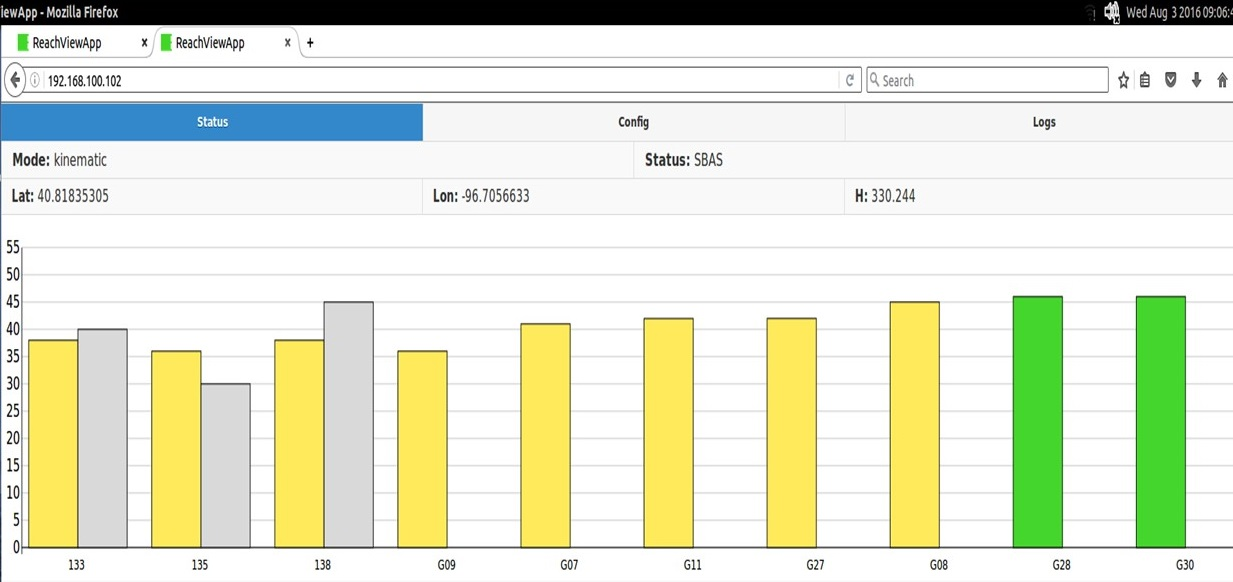 iewApp - Mozilla Firefox Wed Aug 3 2016 09:06:4
ReachViewApp x ReachViewApp x +
192.168.100.102 Search
Status Config Logs
Mode: kinematic Status: SBAS
Lat: 40.81835305 Lon: -96.7056633 H: 330.244
55
50
45
40
35
30
25
20
15
10
5
0
133 135 138 G09 G07 G11 G27 G08 G28 G30